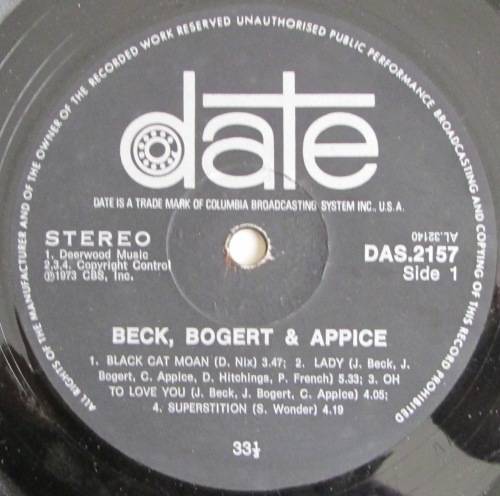 ALL RIGHTS OF THE MANUFACTURER AND OF THE OWNER OF THE RECORDED WORK RESERVED UNAUTHORISED PUBLIC PERFORMANCE BROADCASTING AND COPYING OF THIS RECORD PROHIBITED
date
DATE IS A TRADE MARK OF COLUMBIA BROADCASTING SYSTEM INC., U.S.A.
AL.32140
STEREO
1. Deerwood Music
2,3,4. Copyright Control
Ⓟ1973 CBS, Inc.
DAS.2157
Side 1
BECK, BOGERT & APPICE
1. BLACK CAT MOAN (D. Nix) 3.47; 2. LADY (J. Beck, J.
Bogert, C. Appice, D. Hitchings, P. French) 5.33; 3. OH
TO LOVE YOU (J. Beck, J. Bogert, C. Appice) 4.05;
4. SUPERSTITION (S. Wonder) 4.19
33⅓